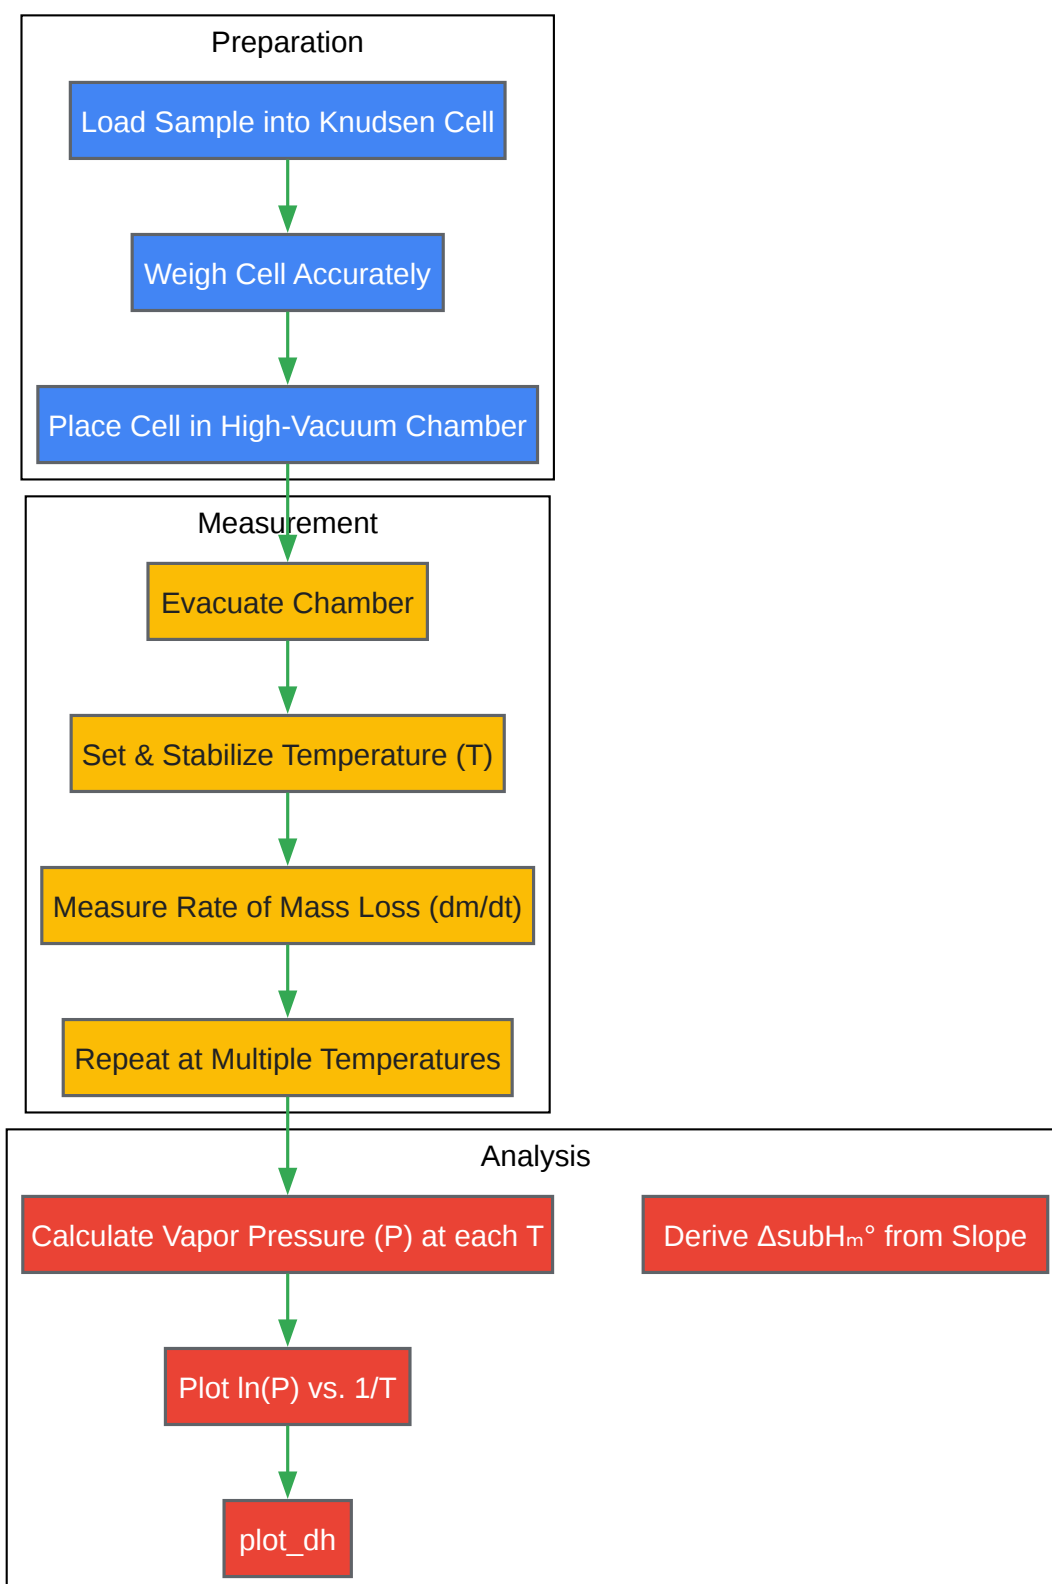 Preparation
Load Sample into Knudsen Cell
Weigh Cell Accurately
Place Cell in High-Vacuum Chamber
Measurement
Evacuate Chamber
Set & Stabilize Temperature (T)
Measure Rate of Mass Loss (dm/dt)
Repeat at Multiple Temperatures
Analysis
Calculate Vapor Pressure (P) at each T
Derive ΔsubHₘ° from Slope
Plot ln(P) vs. 1/T
plot_dh